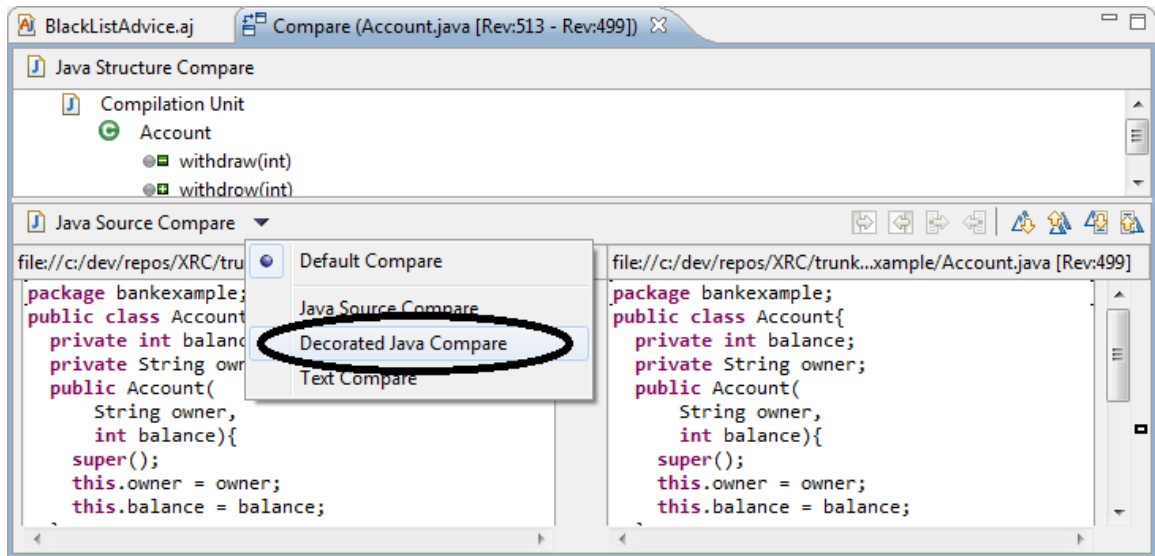 BlackListAdvice.aj
Compare (Account.java [Rev:513 - Rev:499])
Java Structure Compare
Compilation Unit
Account
withdraw(int)
withdrow(int)
Java Source Compare
file://c:/dev/repos/XRC/tru
Default Compare
Java Source Compare
Decorated Java Compare
Text Compare
package bankexample;
public class Account
private int balanc
private String own
public Account(
String owner,
int balance){
super();
this.owner = owner;
this.balance = balance;
file://c:/dev/repos/XRC/trunk...xample/Account.java [Rev:499]
package bankexample;
public class Account{
private int balance;
private String owner;
public Account(
String owner,
int balance){
super();
this.owner = owner;
this.balance = balance;
}